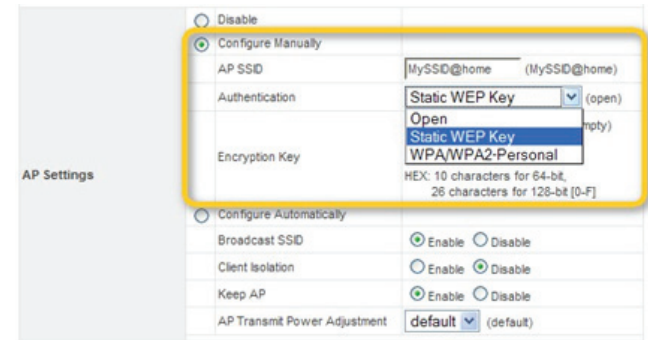 Disable
Configure Manually
AP SSID MySSID@home (MySSID@home)
Authentication Static WEP Key (open)
Open mpty)
Static WEP Key
WPA/WPA2-Personal
Encryption Key
HEX: 10 characters for 64-bit,
26 characters for 128-bit [0-F]
AP Settings
Configure Automatically
Broadcast SSID Enable Disable
Client Isolation Enable Disable
Keep AP Enable Disable
AP Transmit Power Adjustment default (default)